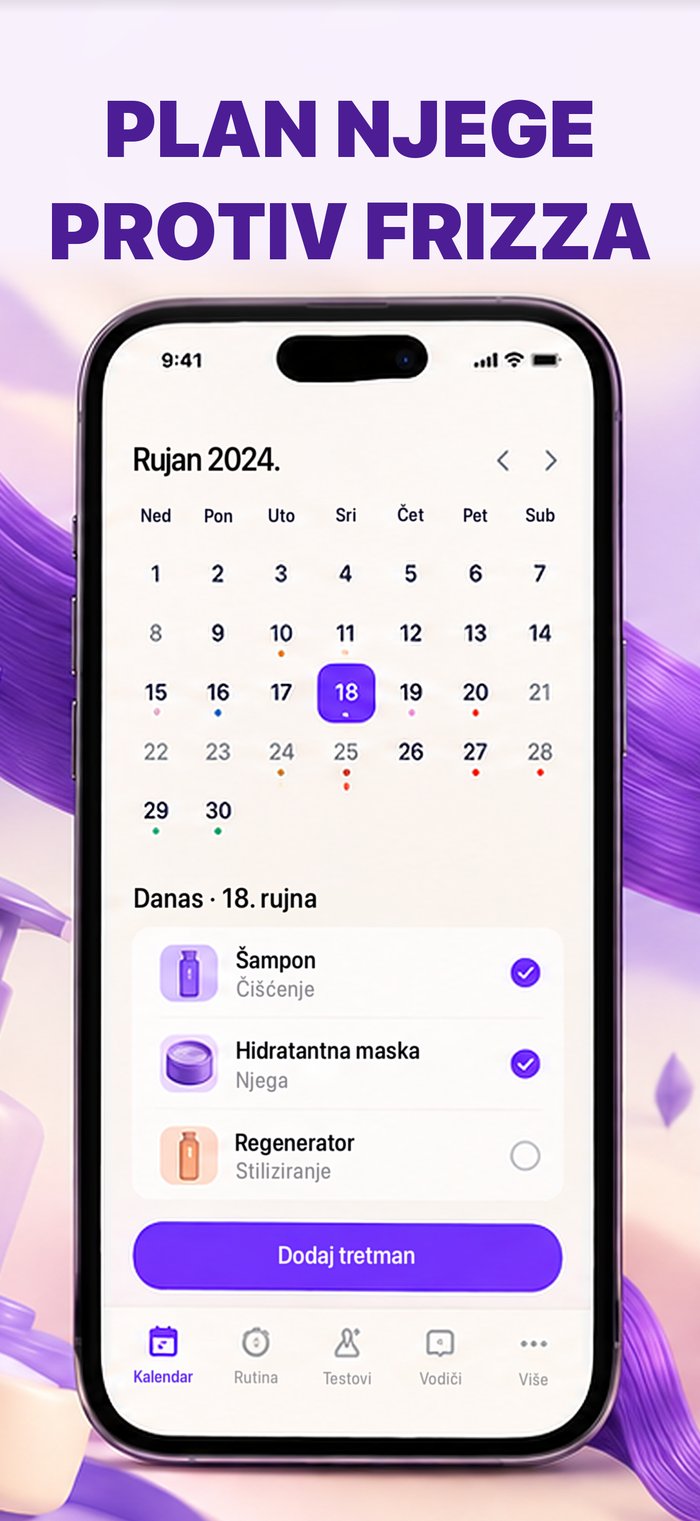 PLAN NJEGE
PROTIV FRIZZA
9:41
Rujan 2024.
Ned Pon Uto Sri Čet Pet Sub
1 2 3 4 5 6 7
8 9 10 11 12 13 14
15 16 17 18 19 20 21
22 23 24 25 26 27 28
29 30
Danas · 18. rujna
Šampon
Čišćenje
Hidratantna maska
Njega
Regenerator
Stiliziranje
Dodaj tretman
Kalendar Rutina Testovi Vodiči Više